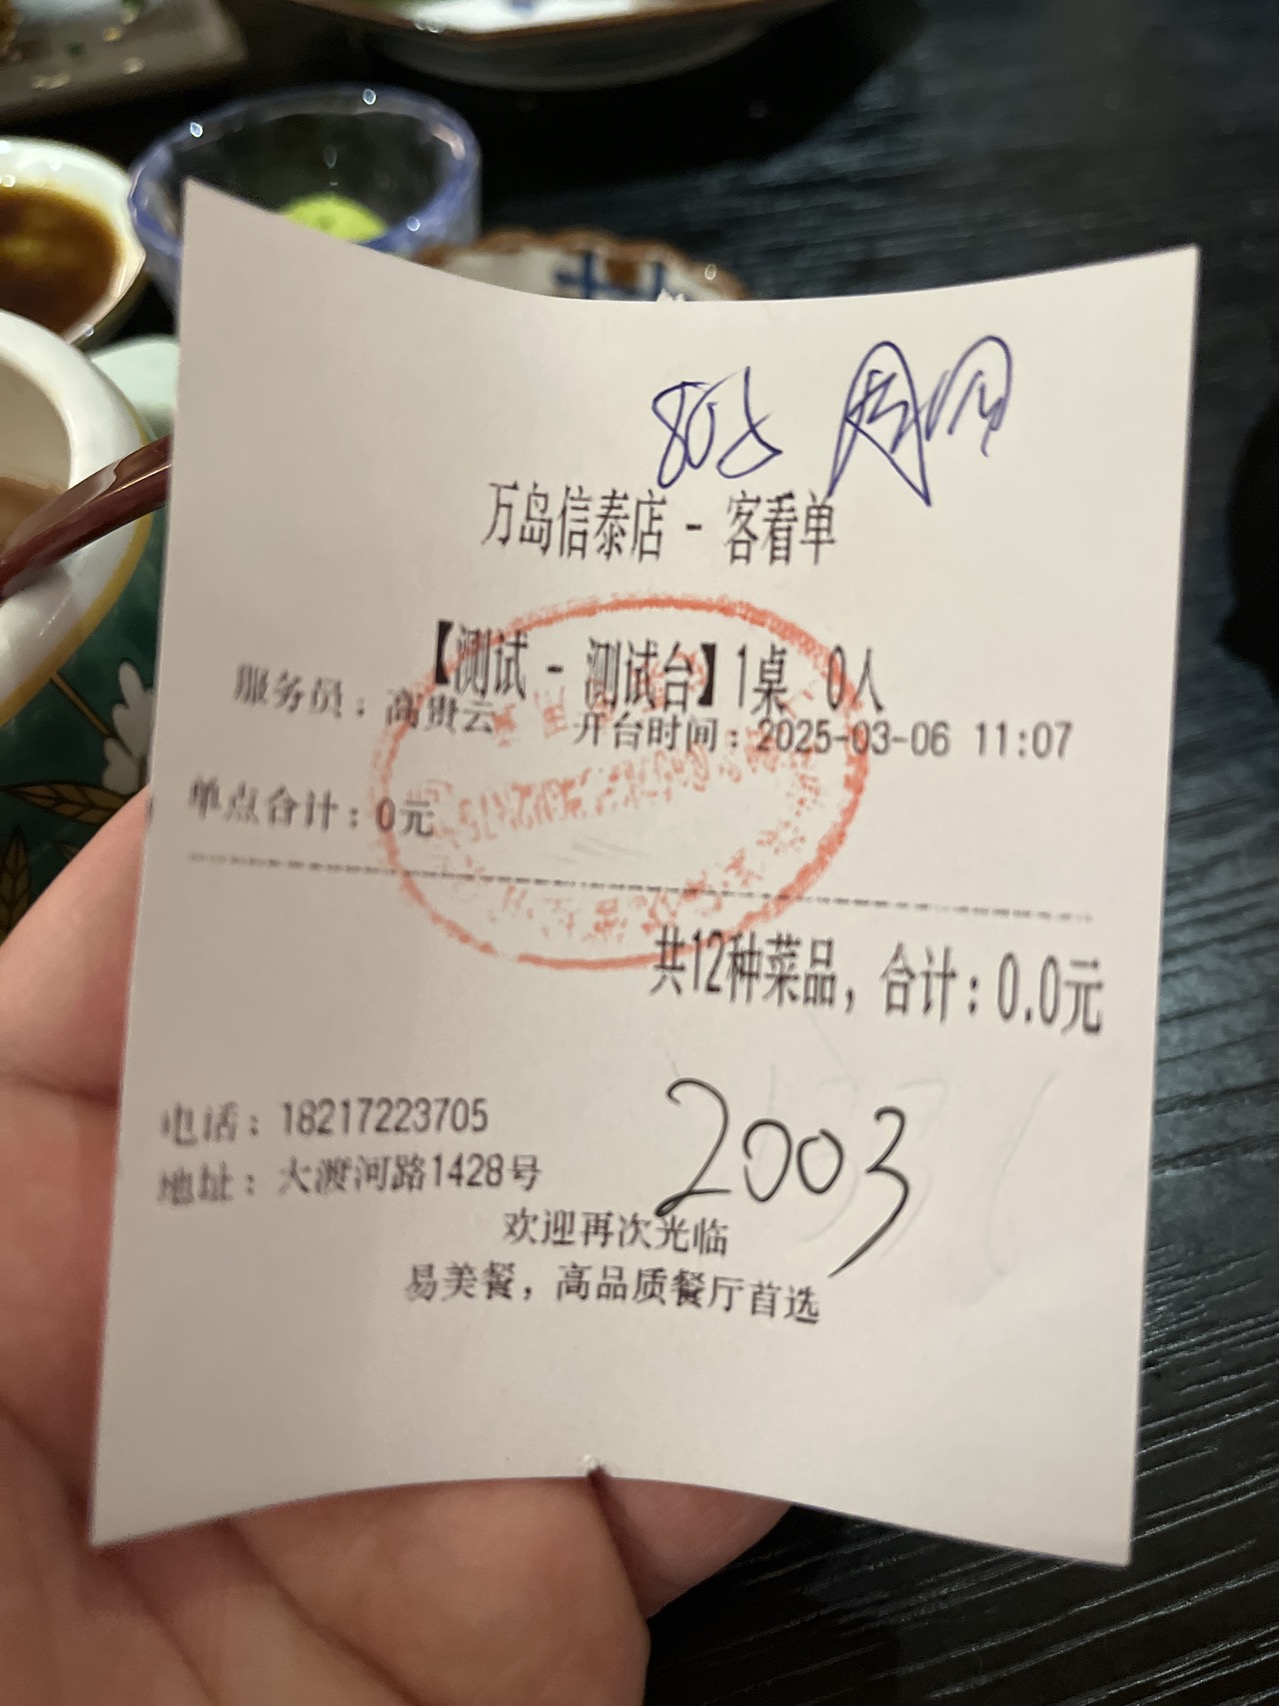 万岛信泰店 - 客看单
【测试 - 测试台】1桌 0人
服务员：高贵云 开台时间：2025-03-06 11:07
单点合计：0元
共12种菜品，合计：0.0元
2003
电话：18217223705
地址：大渡河路1428号
欢迎再次光临
易美餐，高品质餐厅首选